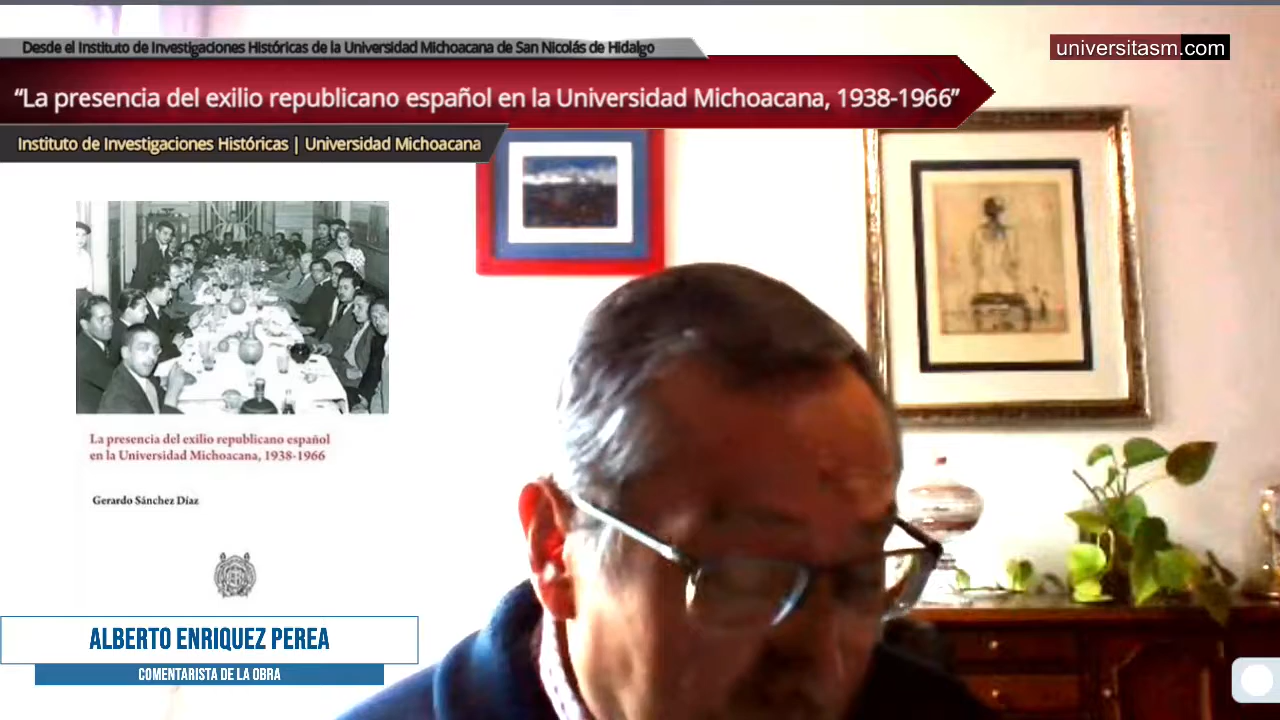 Desde el Instituto de Investigaciones Históricas de la Universidad Michoacana de San Nicolás de Hidalgo
universitasm.com
“La presencia del exilio republicano español en la Universidad Michoacana, 1938-1966”
Instituto de Investigaciones Históricas | Universidad Michoacana
La presencia del exilio republicano español
en la Universidad Michoacana, 1938-1966
Gerardo Sánchez Díaz
ALBERTO ENRIQUEZ PEREA
COMENTARISTA DE LA OBRA